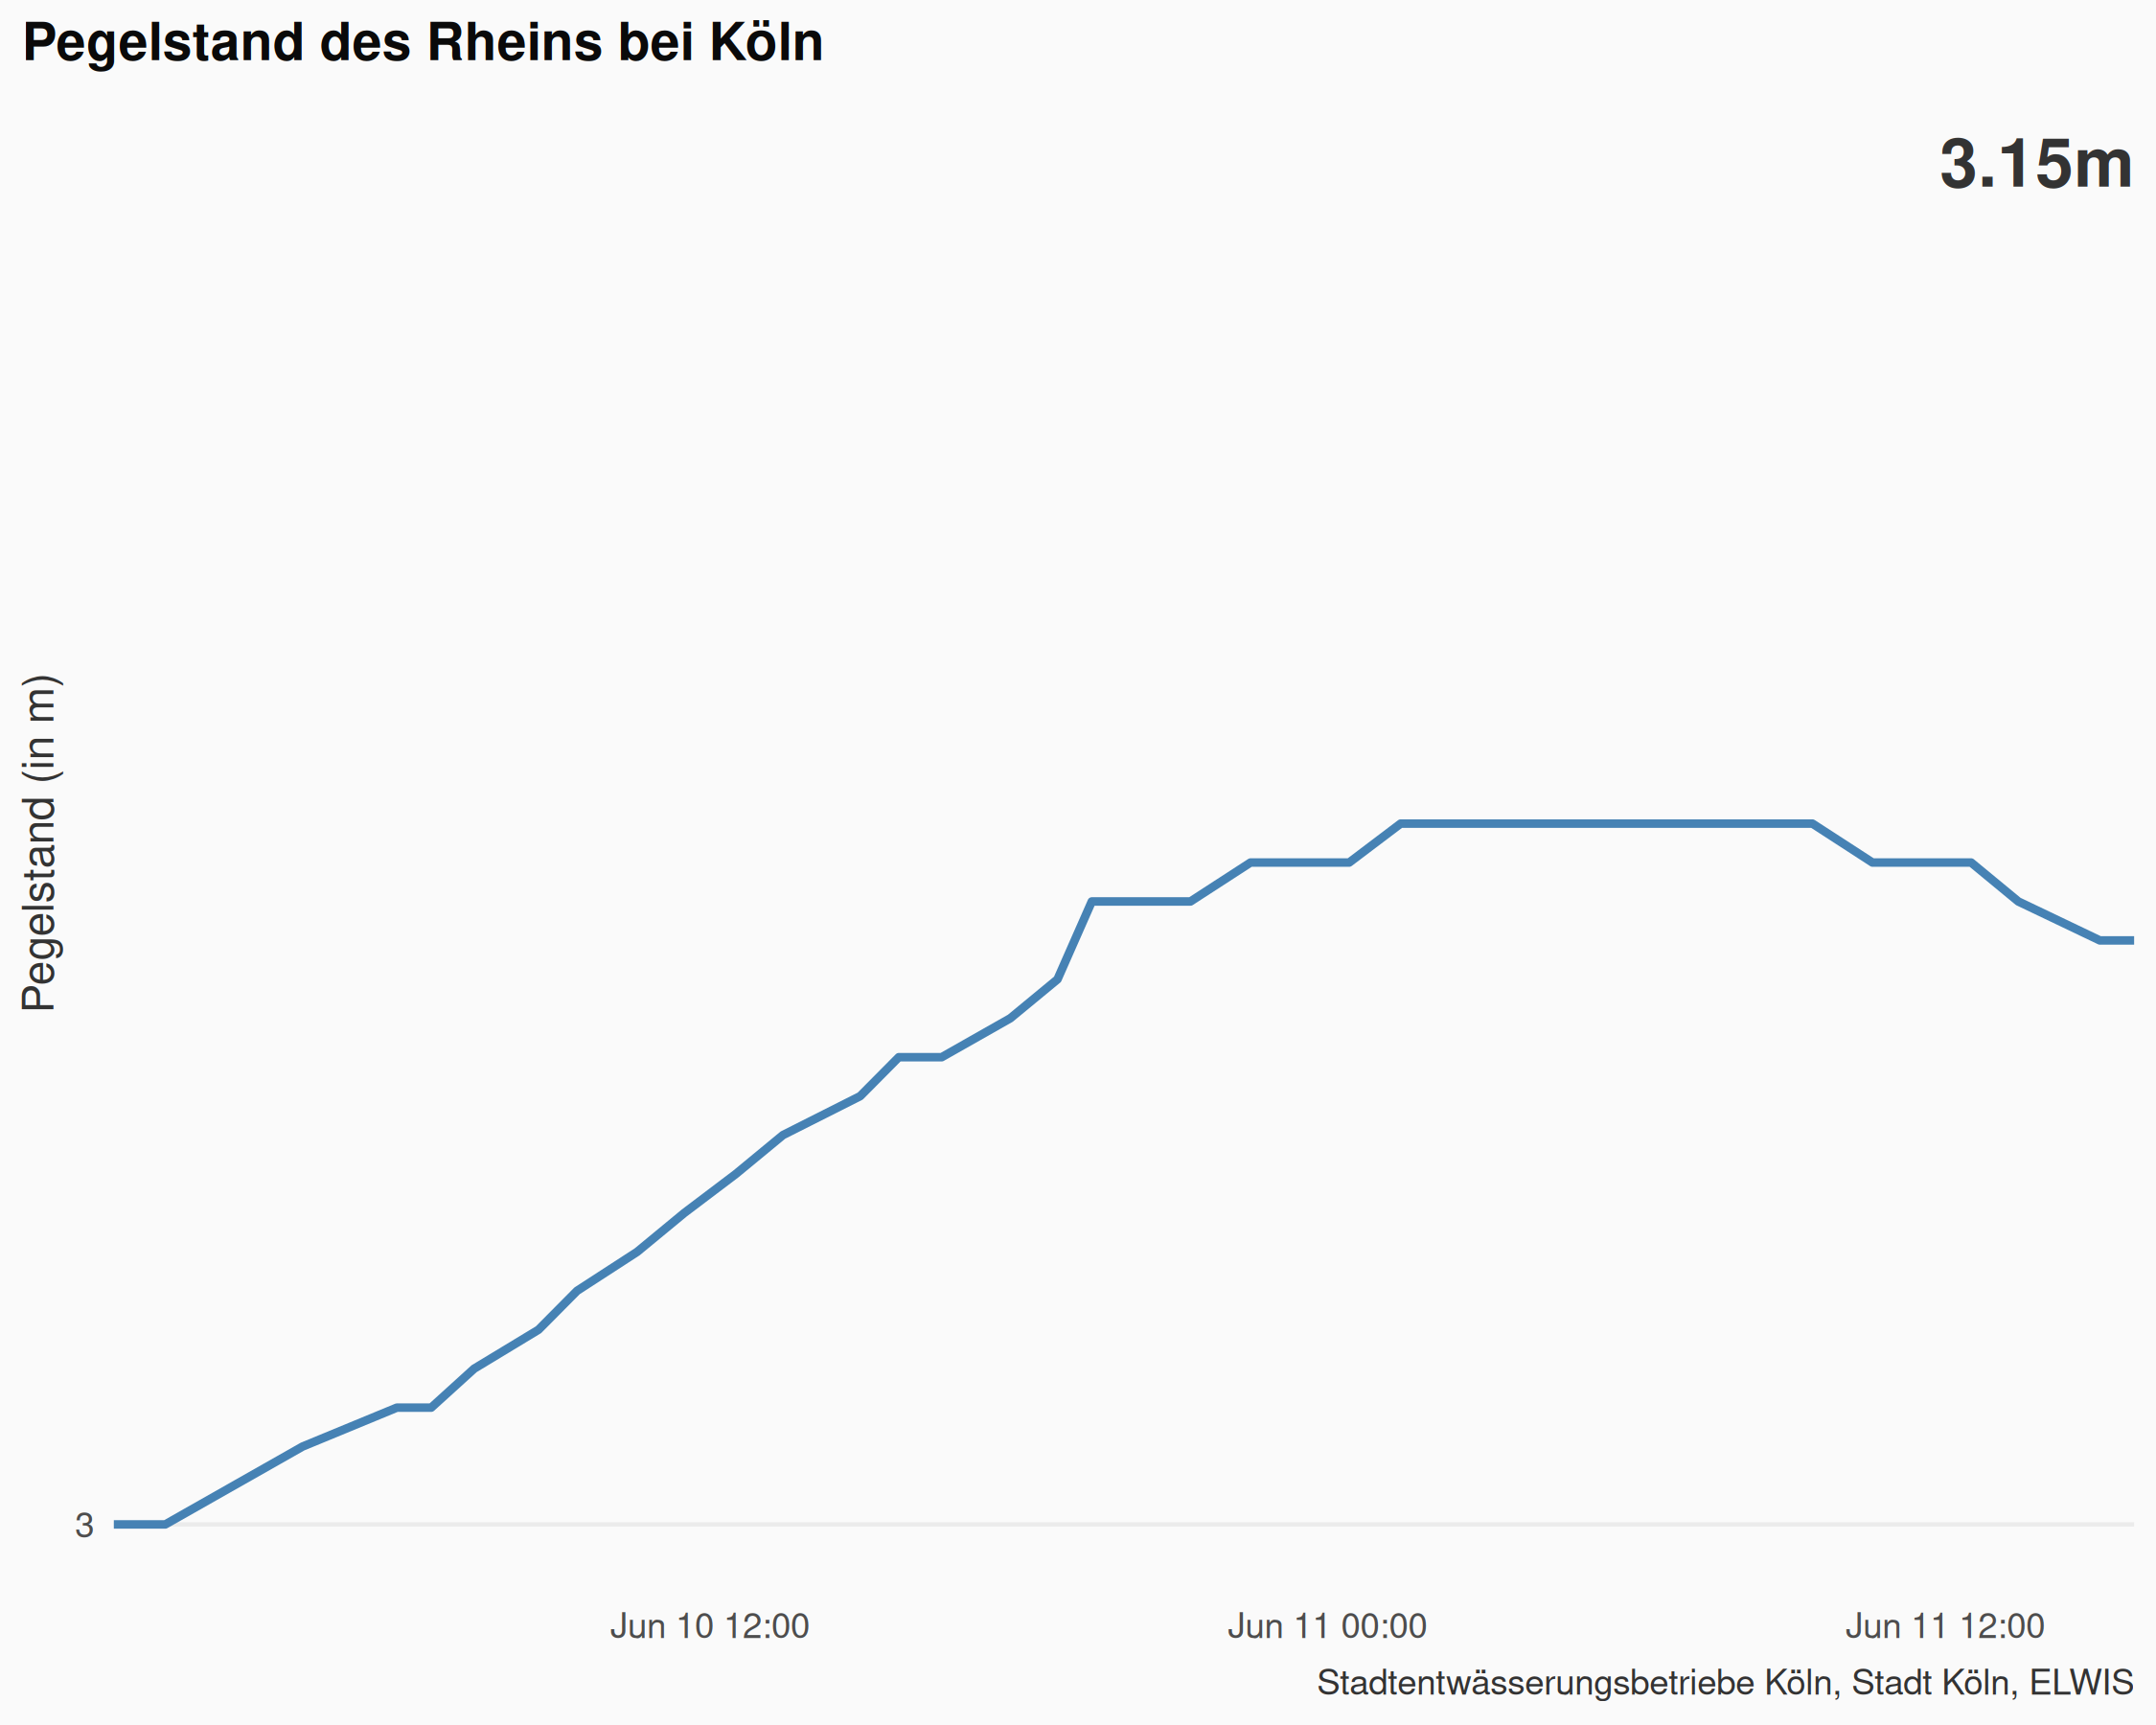 Pegelstand des Rheins bei Köln
3.15m
Pegelstand (in m)
3
Jun 10 12:00
Jun 11 00:00
Jun 11 12:00
Stadtentwässerungsbetriebe Köln, Stadt Köln, ELWIS